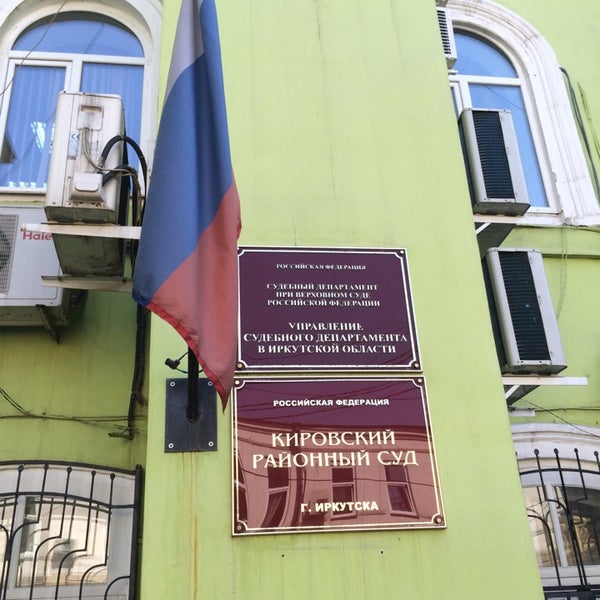 Haier
РОССИЙСКАЯ ФЕДЕРАЦИЯ
СУДЕБНЫЙ ДЕПАРТАМЕНТ
ПРИ ВЕРХОВНОМ СУДЕ
РОССИЙСКОЙ ФЕДЕРАЦИИ
УПРАВЛЕНИЕ
СУДЕБНОГО ДЕПАРТАМЕНТА
В ИРКУТСКОЙ ОБЛАСТИ
РОССИЙСКАЯ ФЕДЕРАЦИЯ
КИРОВСКИЙ
РАЙОННЫЙ СУД
Г. ИРКУТСКА